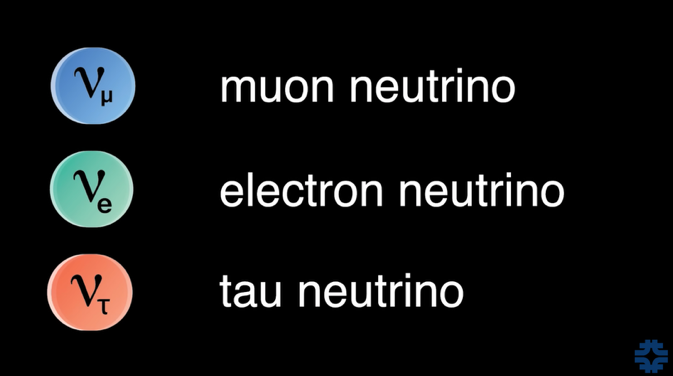 νμ muon neutrino
νe electron neutrino
ντ tau neutrino